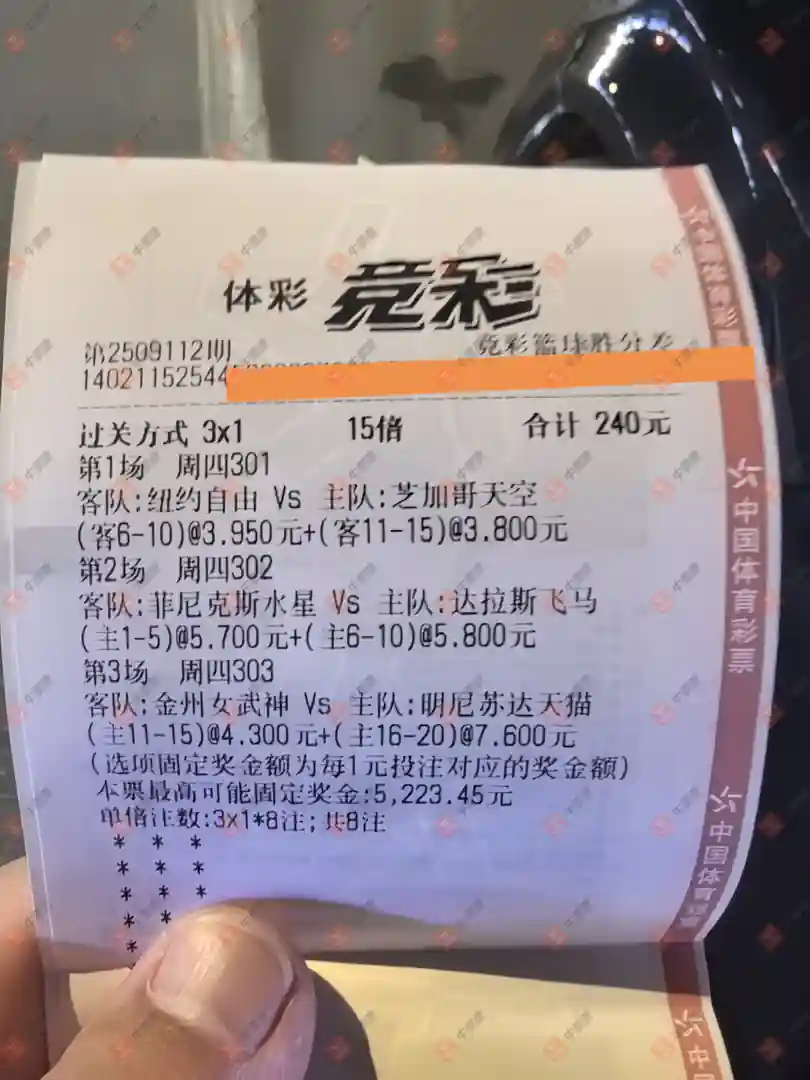 体彩 竞彩
第2509112期 竞彩篮球胜分差
14021152544
过关方式 3x1 15倍 合计 240元
第1场 周四301
客队:纽约自由 Vs 主队:芝加哥天空
(客6-10)@3.950元+(客11-15)@3.800元
第2场 周四302
客队:菲尼克斯水星 Vs 主队:达拉斯飞马
(主1-5)@5.700元+(主6-10)@5.800元
第3场 周四303
客队:金州女武神 Vs 主队:明尼苏达天猫
(主11-15)@4.300元+(主16-20)@7.600元
(选项固定奖金额为每1元投注对应的奖金额)
本票最高可能固定奖金:5,223.45元
单倍注数:3x1*8注;共8注
* * *
* * *
* * *
* *
*
中国体育彩票
中国体育彩票
中国体育彩票
中